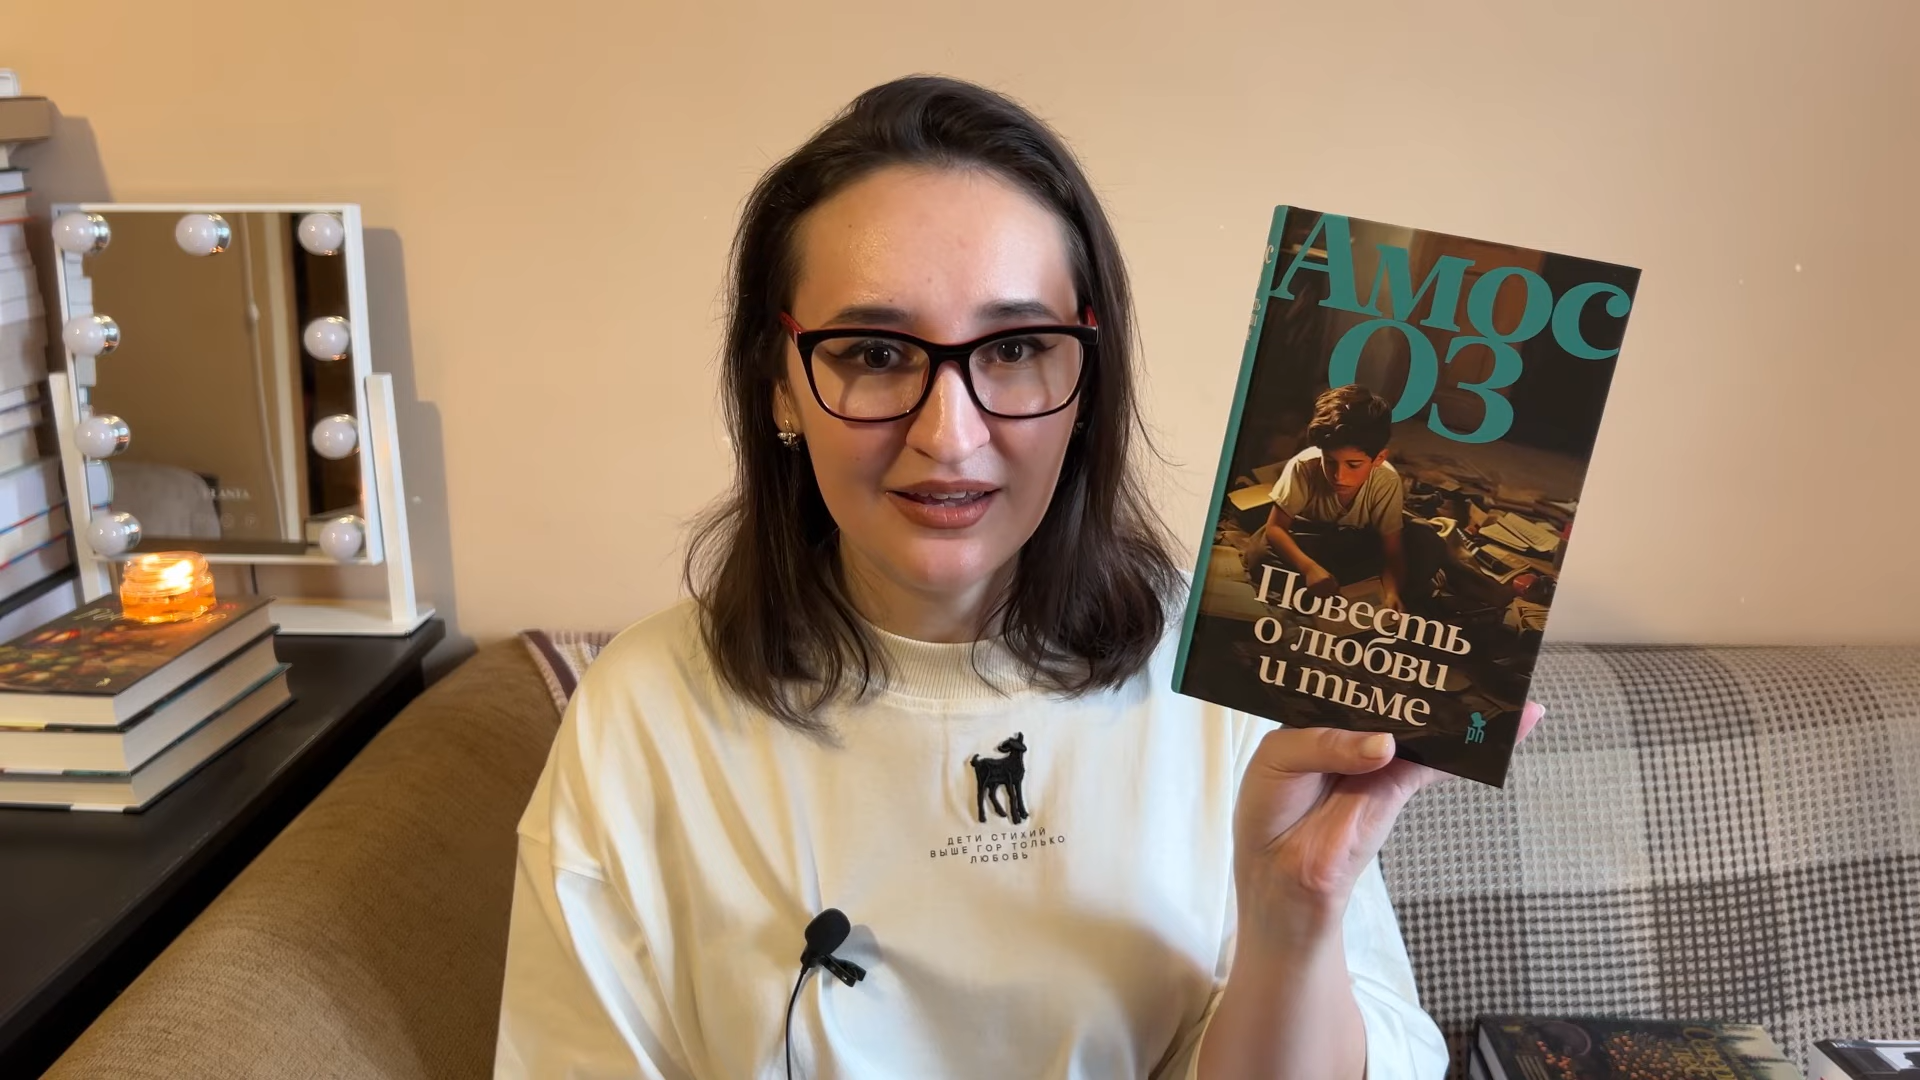 Амос
Оз
Повесть
о любви
и тьме
ph
ДЕТИ СТИХИЙ
ВЫШЕ ГОР ТОЛЬКО
ЛЮБОВЬ